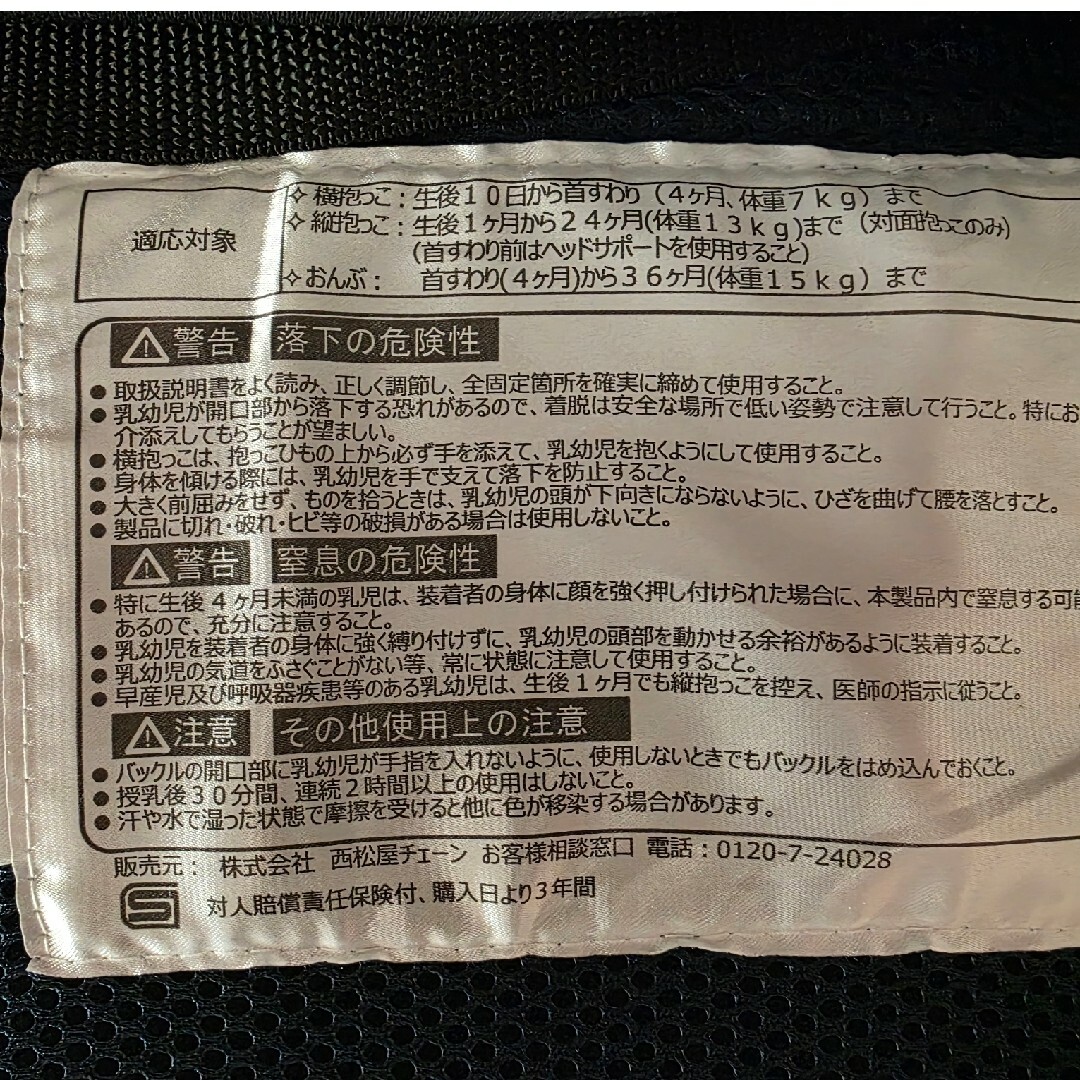 適応対象
✧横抱っこ：生後１０日から首すわり（４ヶ月、体重７ｋｇ）まで
✧縦抱っこ：生後１ヶ月から２４ヶ月(体重１３ｋｇ)まで（対面抱っこのみ)
(首すわり前はヘッドサポートを使用すること)
✧おんぶ： 首すわり(４ヶ月)から３６ヶ月(体重１５ｋｇ）まで
⚠警告 落下の危険性
●取扱説明書をよく読み、正しく調節し、全固定箇所を確実に締めて使用すること。
●乳幼児が開口部から落下する恐れがあるので、着脱は安全な場所で低い姿勢で注意して行うこと。特にお
介添えしてもらうことが望ましい。
●横抱っこは、抱っこひもの上から必ず手を添えて、乳幼児を抱くようにして使用すること。
●身体を傾ける際には、乳幼児を手で支えて落下を防止すること。
●大きく前屈みをせず、ものを拾うときは、乳幼児の頭が下向きにならないように、ひざを曲げて腰を落とすこと。
●製品に切れ・破れ・ヒビ等の破損がある場合は使用しないこと。
⚠警告 窒息の危険性
●特に生後４ヶ月未満の乳児は、装着者の身体に顔を強く押し付けられた場合に、本製品内で窒息する可能
あるので、充分に注意すること。
●乳幼児を装着者の身体に強く縛り付けずに、乳幼児の頭部を動かせる余裕があるように装着すること。
●乳幼児の気道をふさぐことがない等、常に状態に注意して使用すること。
●早産児及び呼吸器疾患等のある乳幼児は、生後１ヶ月でも縦抱っこを控え、医師の指示に従うこと。
⚠注意 その他使用上の注意
●バックルの開口部に乳幼児が手指を入れないように、使用しないときでもバックルをはめ込んでおくこと。
●授乳後３０分間、連続２時間以上の使用はしないこと。
●汗や水で湿った状態で摩擦を受けると他に色が移染する場合があります。
販売元： 株式会社 西松屋チェーン お客様相談窓口 電話：0120-7-24028
対人賠償責任保険付、購入日より３年間